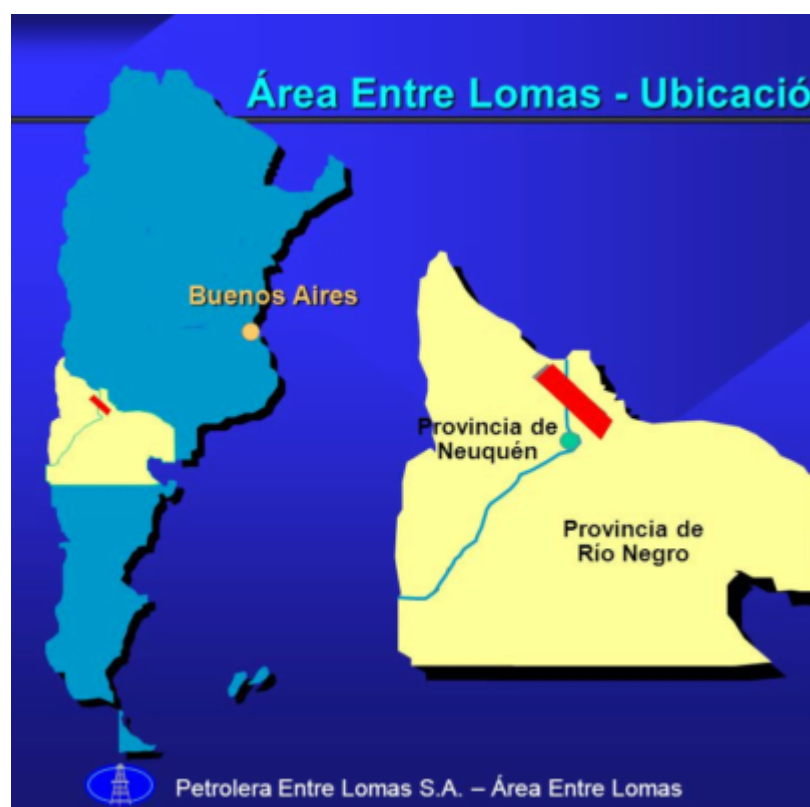 Área Entre Lomas - Ubicació
Buenos Aires
Provincia de
Neuquén
Provincia de
Río Negro
Petrolera Entre Lomas S.A. – Área Entre Lomas